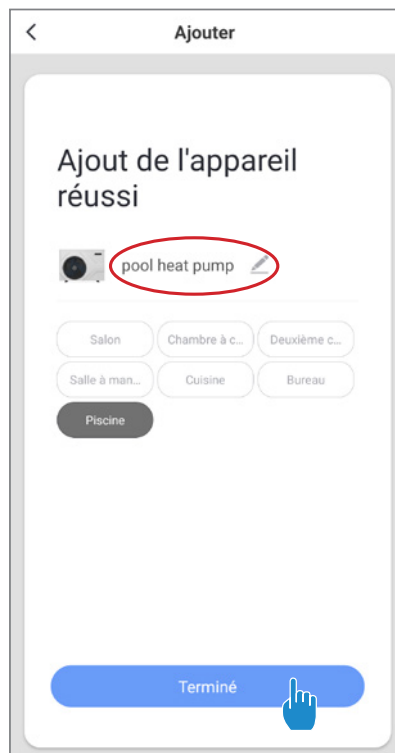 Ajouter
Ajout de l'appareil
réussi
pool heat pump
Salon
Chambre à c...
Deuxième c...
Salle à man...
Cuisine
Bureau
Piscine
Terminé